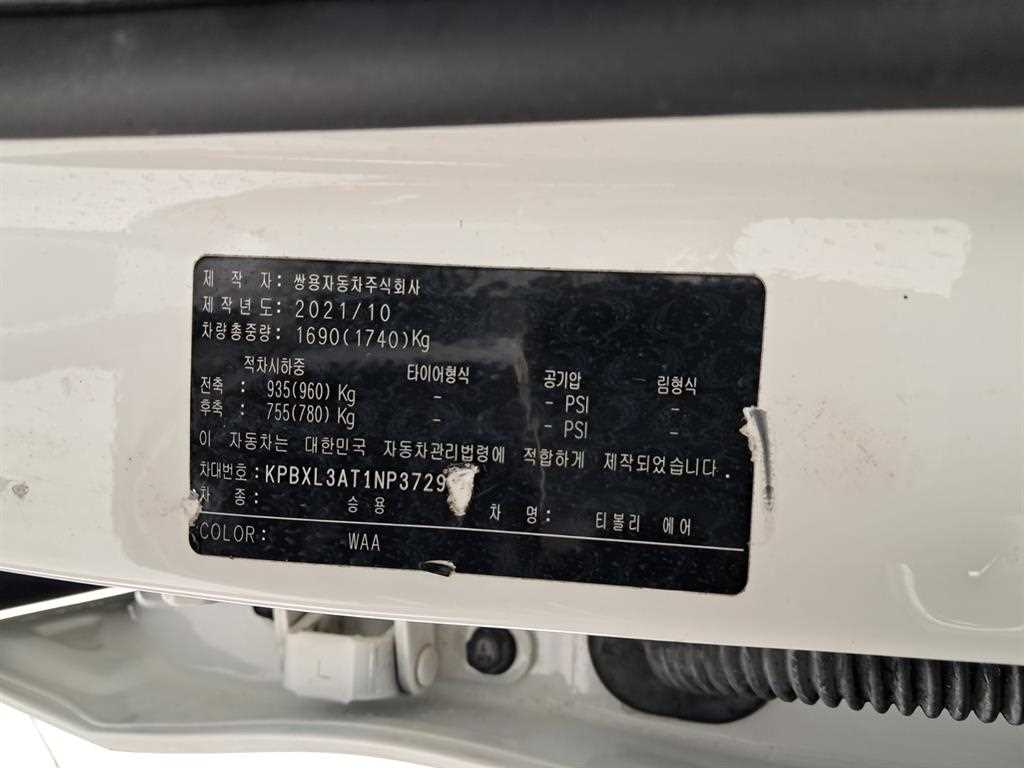 제 작 자: 쌍용자동차주식회사
제작년도: 2021/10
차량총중량: 1690(1740)Kg
적차시하중 타이어형식 공기압 림형식
전축 : 935(960) Kg - - PSI -
후축 : 755(780) Kg - - PSI -
이 자동차는 대한민국 자동차관리법령에 적합하게 제작되었습니다.
차대번호: KPBXL3AT1NP3729
차 종: 승용 차 명: 티볼리 에어
COLOR: WAA
L